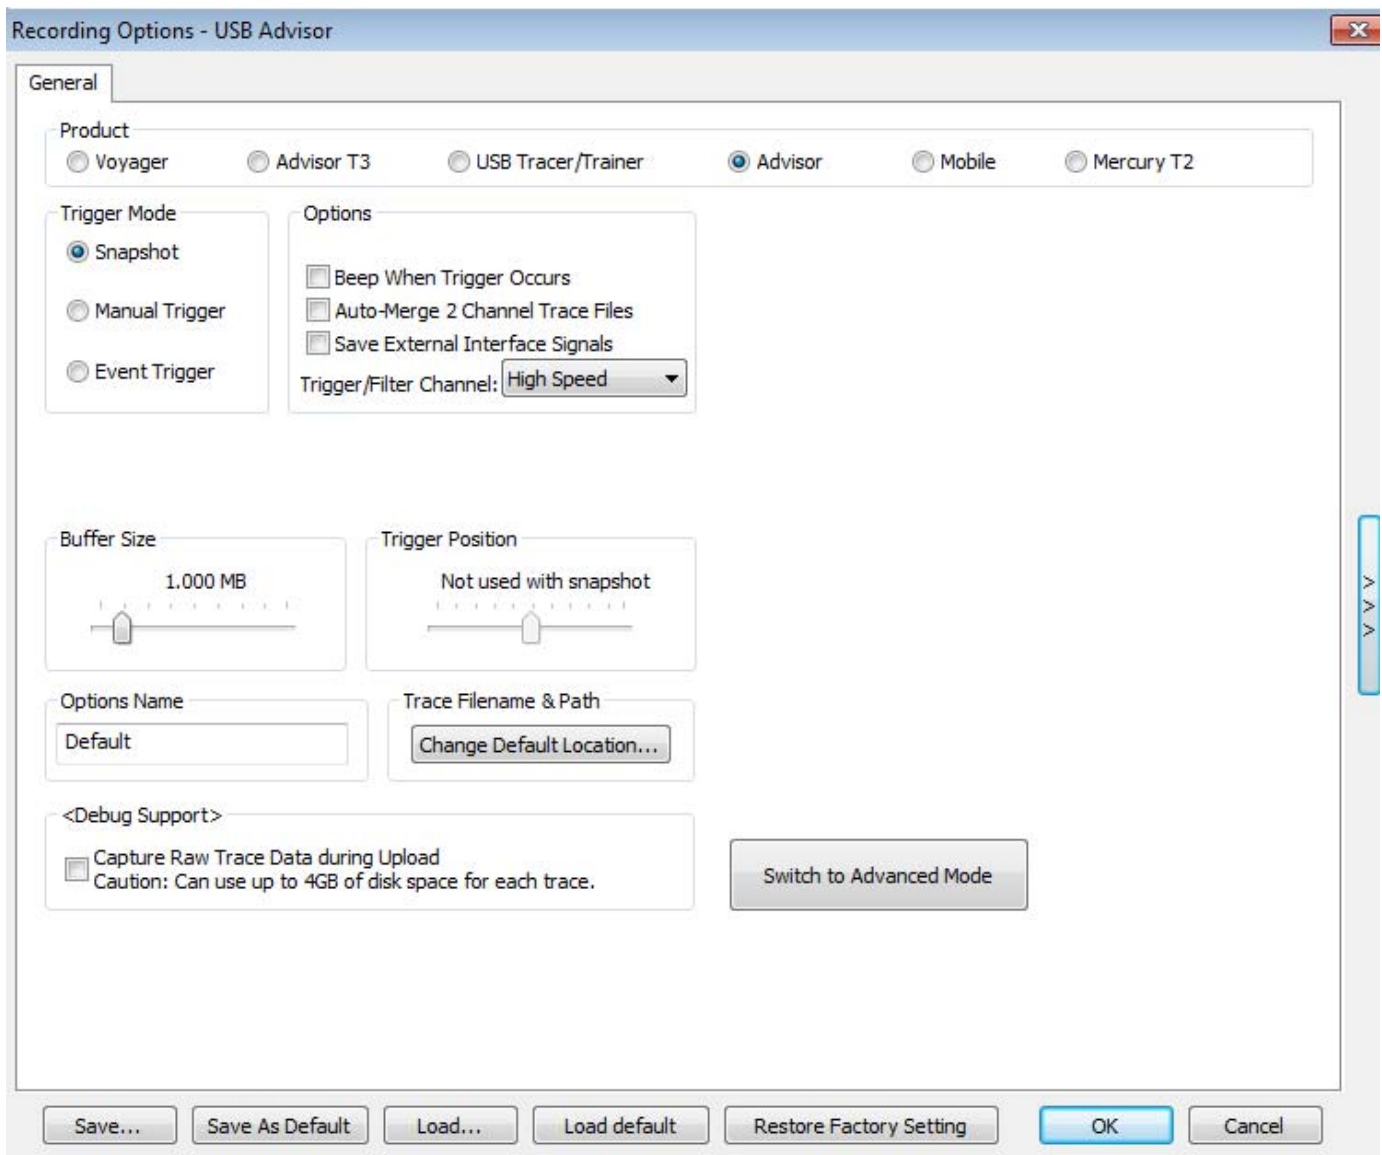 Recording Options - USB Advisor
General
Product
Voyager Advisor T3 USB Tracer/Trainer Advisor Mobile Mercury T2
Trigger Mode
Snapshot
Manual Trigger
Event Trigger
Options
Beep When Trigger Occurs
Auto-Merge 2 Channel Trace Files
Save External Interface Signals
Trigger/Filter Channel: High Speed
Buffer Size
1.000 MB
Trigger Position
Not used with snapshot
>
>
>
Options Name
Default
Trace Filename & Path
Change Default Location...
<Debug Support>
Capture Raw Trace Data during Upload
Caution: Can use up to 4GB of disk space for each trace.
Switch to Advanced Mode
Save... Save As Default Load... Load default Restore Factory Setting OK Cancel